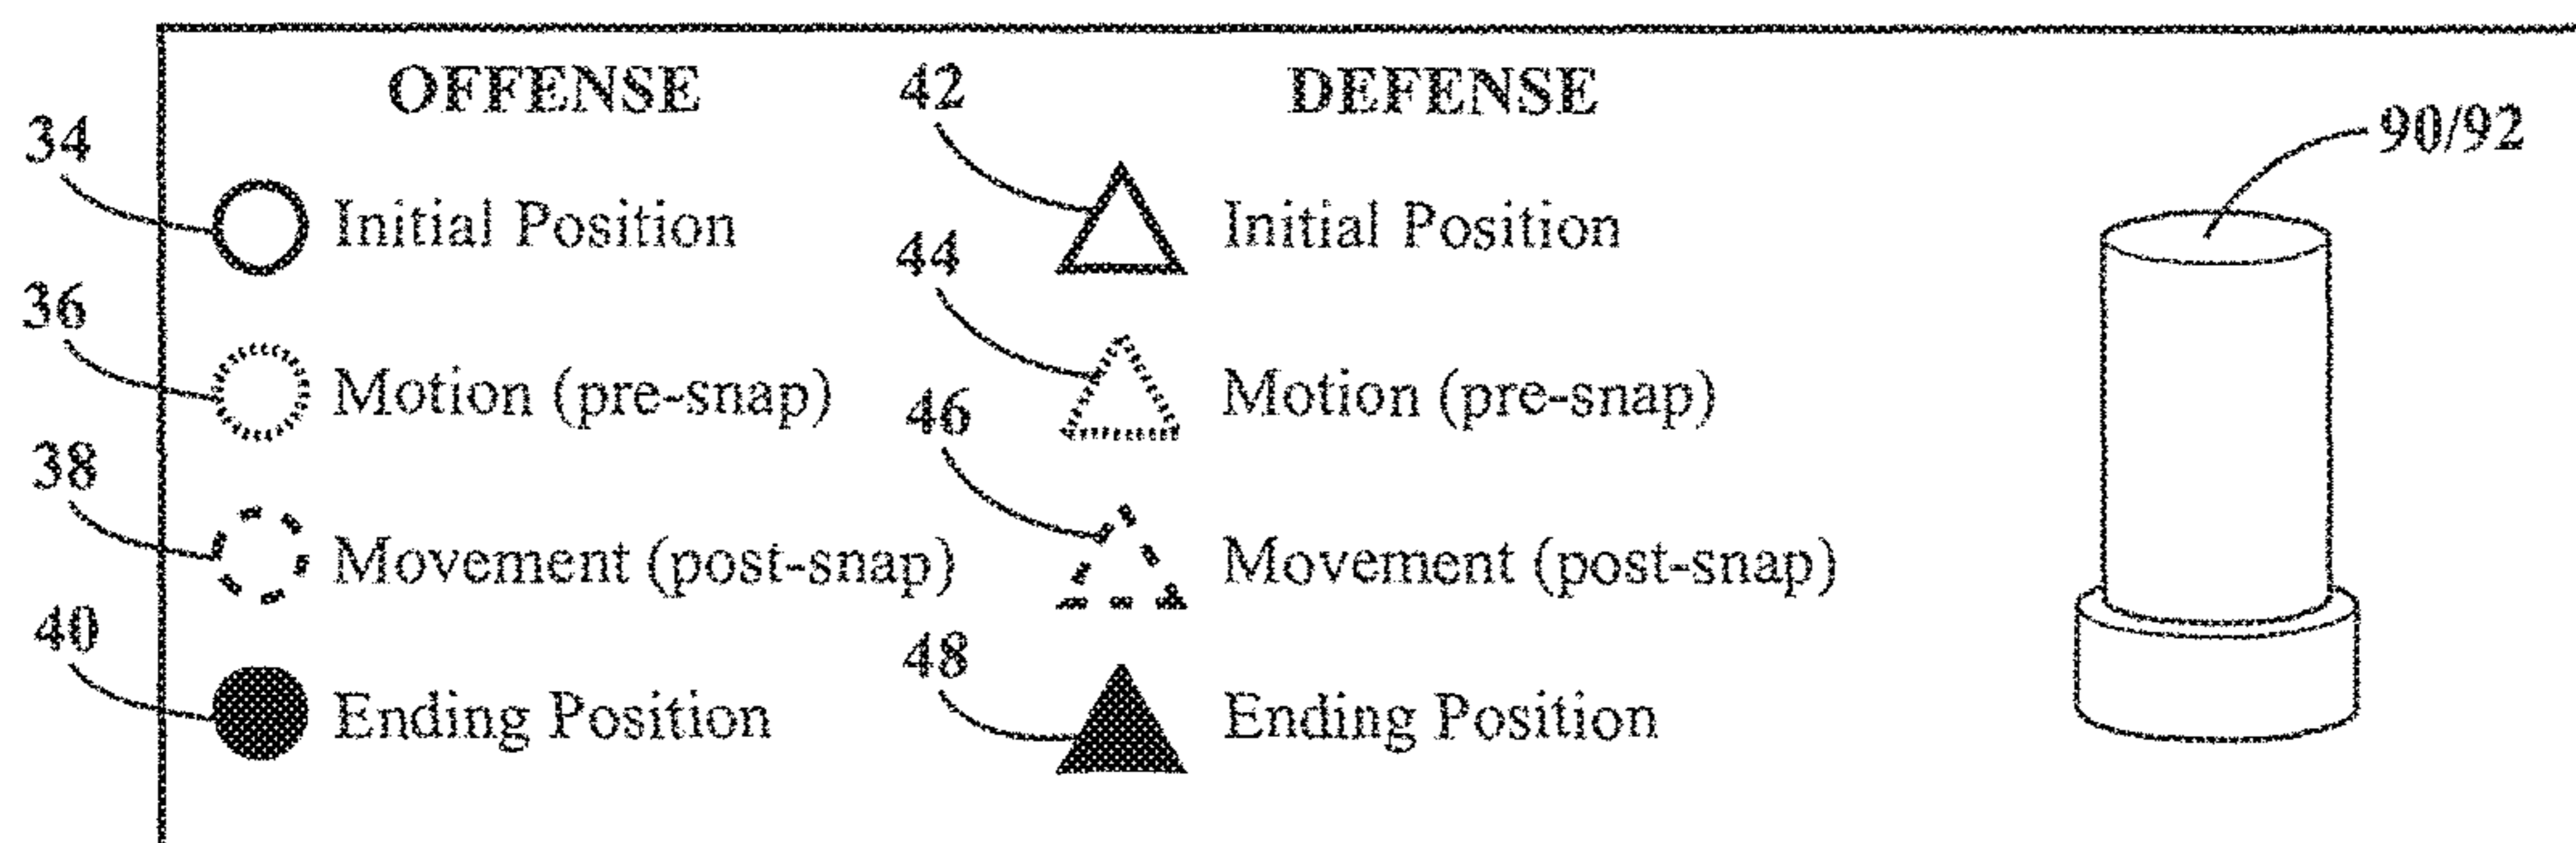 OFFENSE
34
Initial Position
36
Motion (pre-snap)
38
Movement (post-snap)
40
Ending Position
DEFENSE
42
Initial Position
44
Motion (pre-snap)
46
Movement (post-snap)
48
Ending Position
90/92